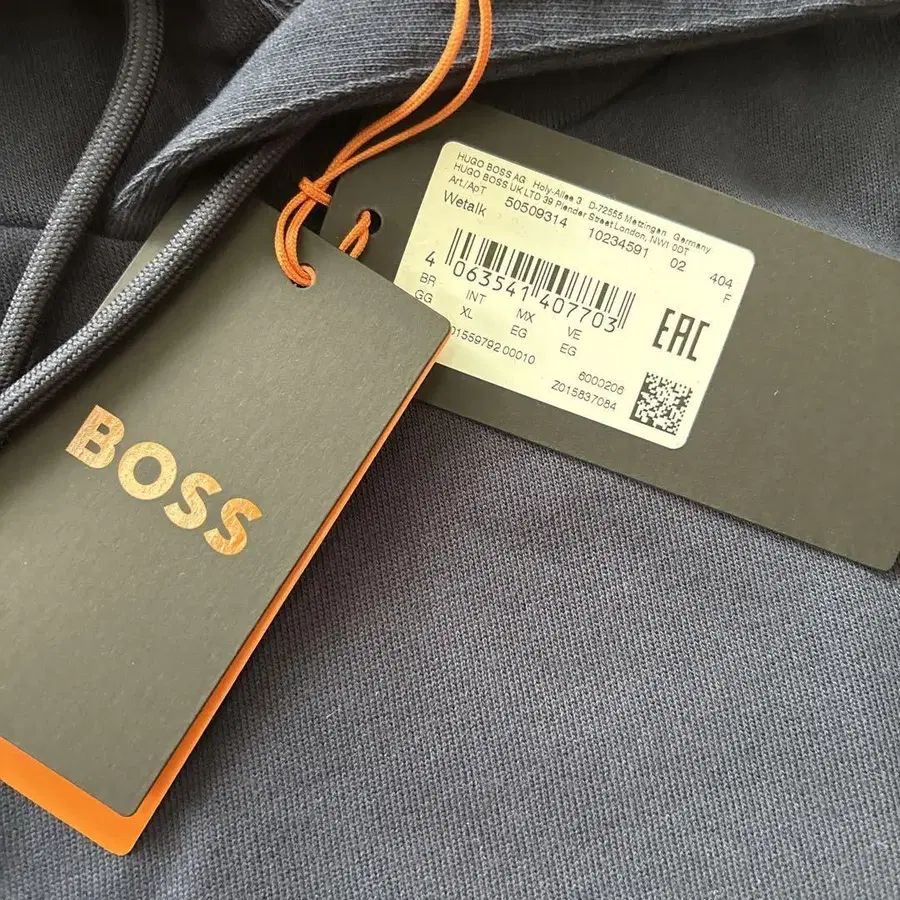 BOSS
HUGO BOSS AG Holy-Allee 3 D-72555 Metzingen Germany
HUGO BOSS UK LTD 39 Plender Street London, NW1 0DT
Art./ApT
Wetalk 50509314 10234591 02 404
F
4 063541 407703
BR INT MX VE
GG XL EG EG
01559792 00010
EAC
6000206
Z015837084